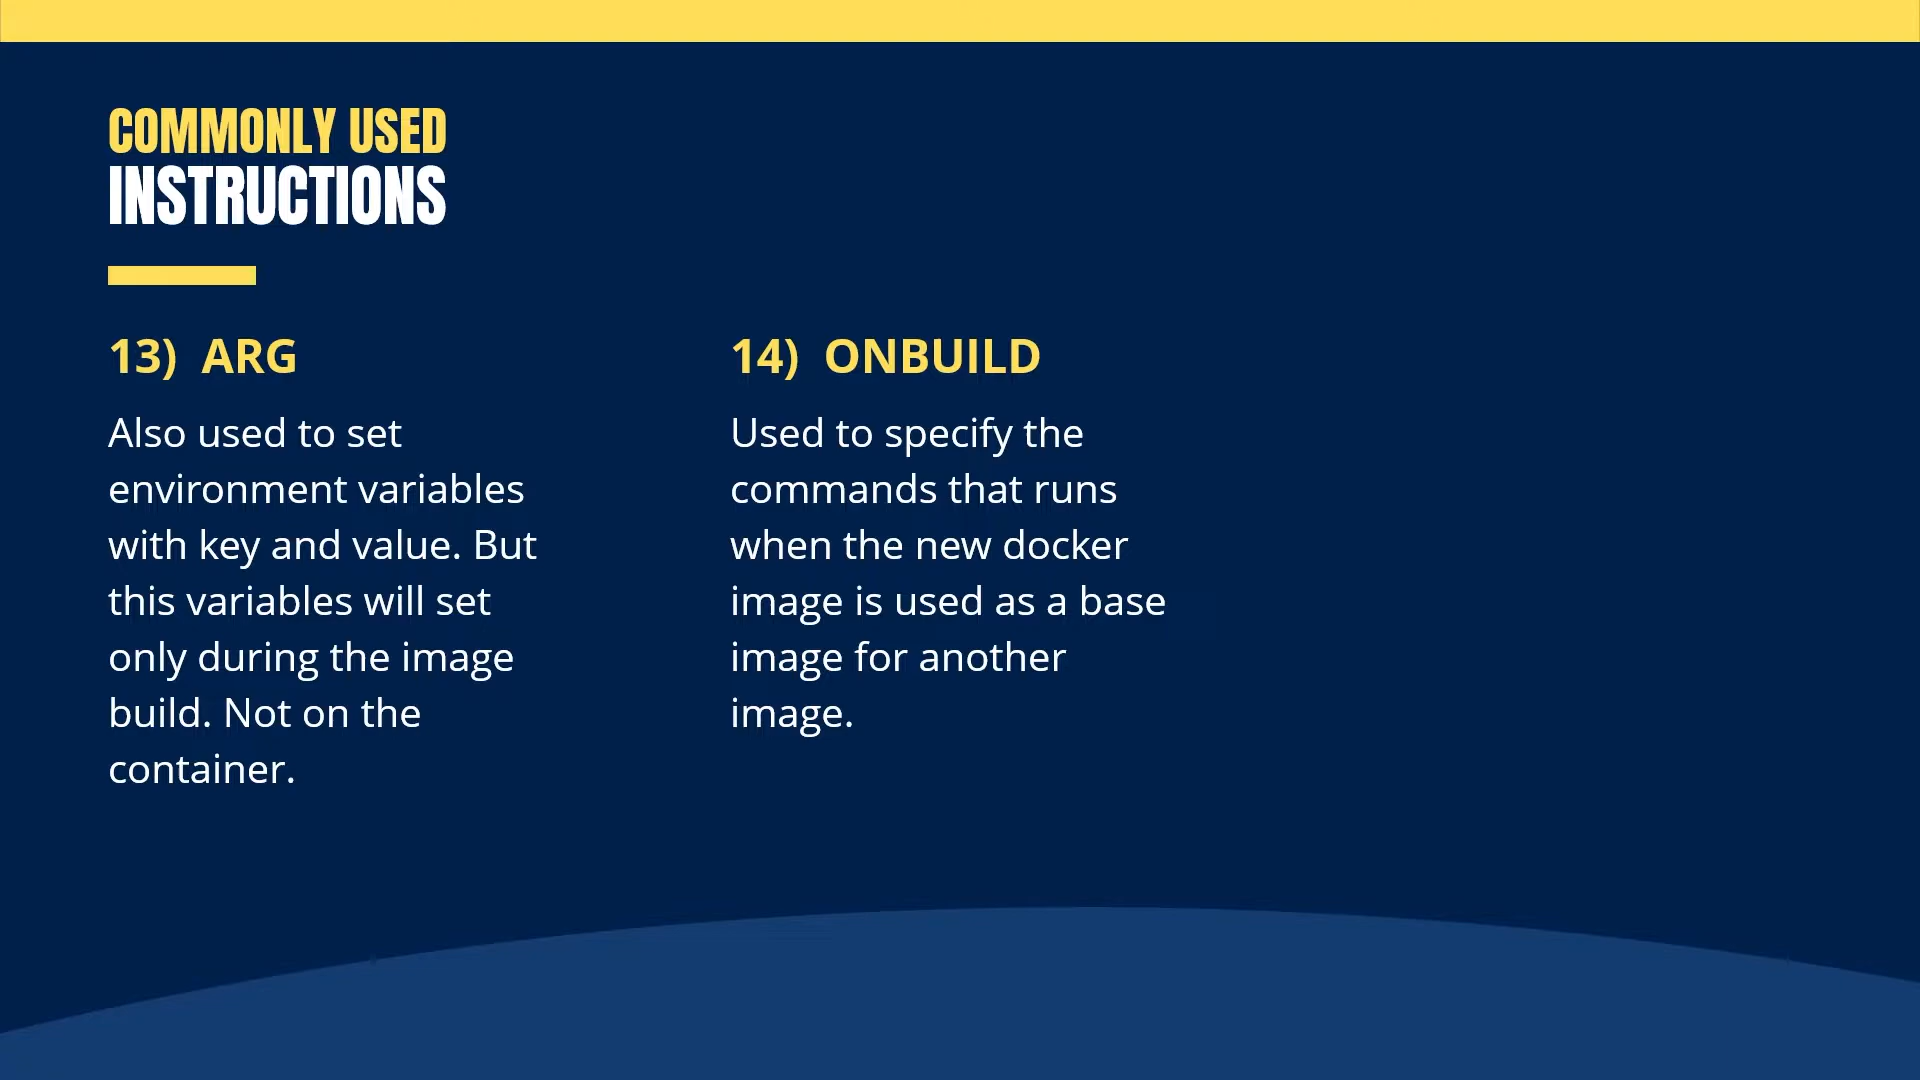 COMMONLY USED
INSTRUCTIONS
13) ARG
Also used to set
environment variables
with key and value. But
this variables will set
only during the image
build. Not on the
container.
14) ONBUILD
Used to specify the
commands that runs
when the new docker
image is used as a base
image for another
image.